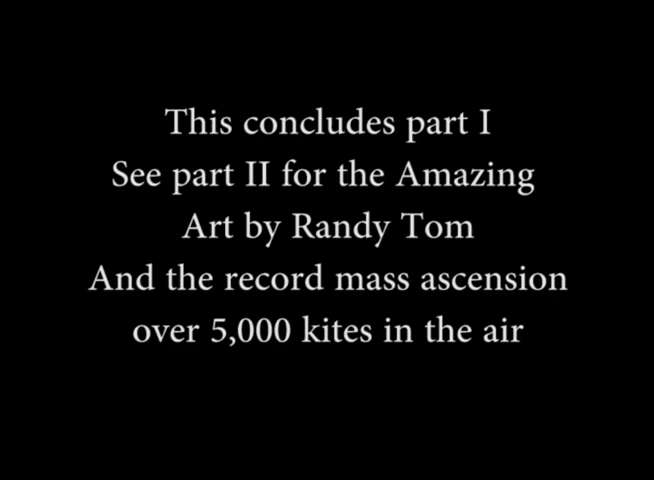 This concludes part I
See part II for the Amazing
Art by Randy Tom
And the record mass ascension
over 5,000 kites in the air